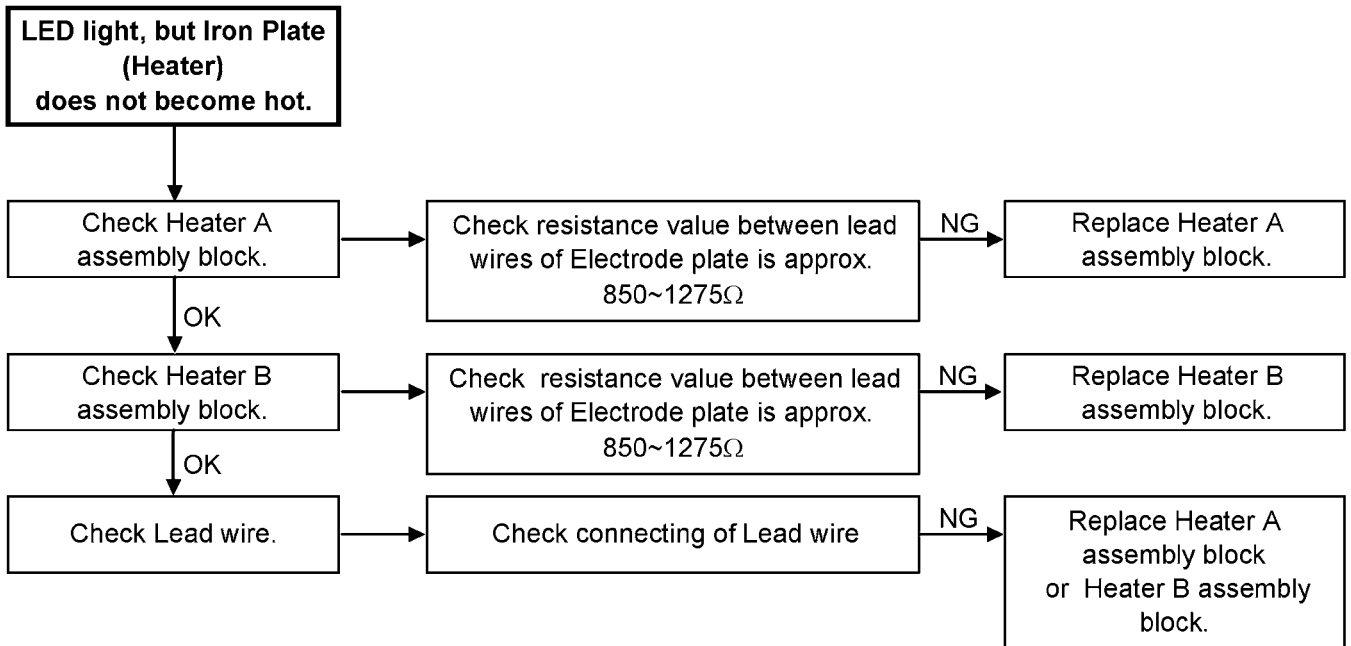 LED light, but Iron Plate
(Heater)
does not become hot.
Check Heater A
assembly block.
Check resistance value between lead
wires of Electrode plate is approx.
850~1275Ω
NG
Replace Heater A
assembly block.
OK
Check Heater B
assembly block.
Check resistance value between lead
wires of Electrode plate is approx.
850~1275Ω
NG
Replace Heater B
assembly block.
OK
Check Lead wire.
Check connecting of Lead wire
NG
Replace Heater A
assembly block
or Heater B assembly
block.